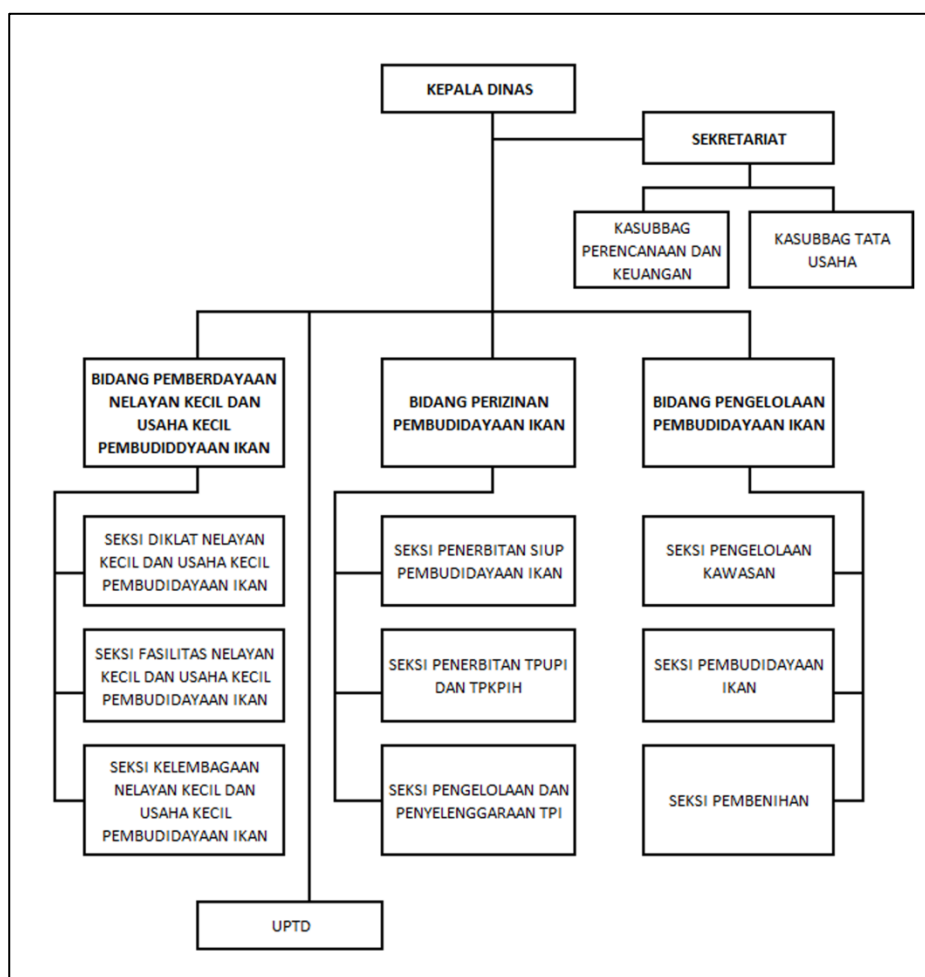 KEPALA DINAS
SEKRETARIAT
KASUBBAG
PERENCANAAN DAN
KEUANGAN
KASUBBAG TATA
USAHA
BIDANG PEMBERDAYAAN
NELAYAN KECIL DAN
USAHA KECIL
PEMBUDIDDYAAN IKAN
BIDANG PERIZINAN
PEMBUDIDAYAAN IKAN
BIDANG PENGELOLAAN
PEMBUDIDAYAAN IKAN
SEKSI DIKLAT NELAYAN
KECIL DAN USAHA KECIL
PEMBUDIDAYAAN IKAN
SEKSI PENERBITAN SIUP
PEMBUDIDAYAAN IKAN
SEKSI PENGELOLAAN
KAWASAN
SEKSI FASILITAS NELAYAN
KECIL DAN USAHA KECIL
PEMBUDIDAYAAN IKAN
SEKSI PENERBITAN TPUPI
DAN TPKPIH
SEKSI PEMBUDIDAYAAN
IKAN
SEKSI KELEMBAGAAN
NELAYAN KECIL DAN
USAHA KECIL
PEMBUDIDAYAAN IKAN
SEKSI PENGELOLAAN DAN
PENYELENGGARAAN TPI
SEKSI PEMBENIHAN
UPTD